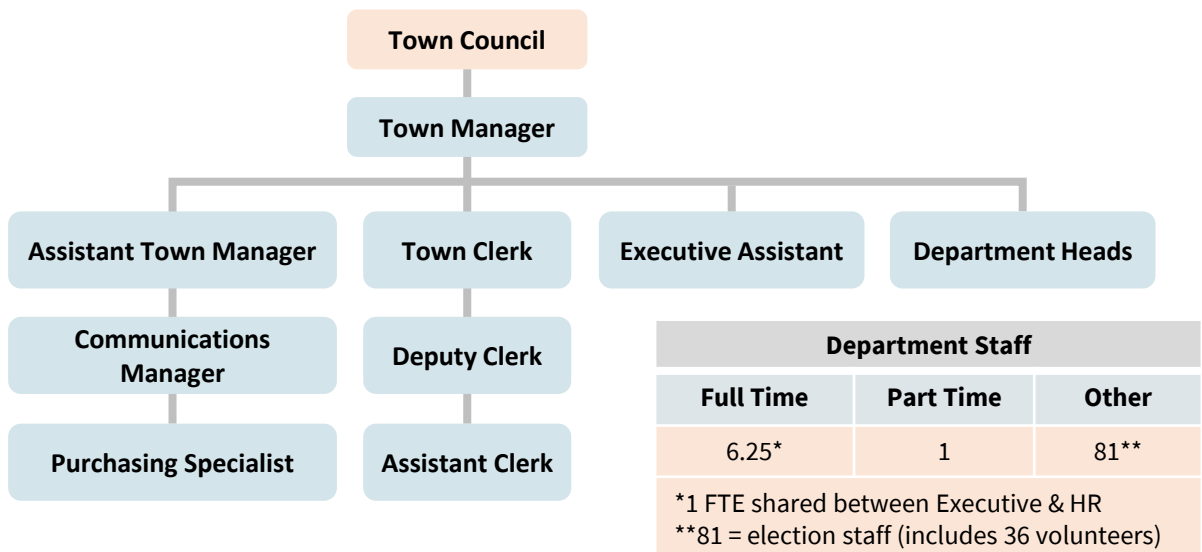 Town Council
Town Manager
Assistant Town Manager
Town Clerk
Executive Assistant
Department Heads
Communications
Manager
Deputy Clerk
Purchasing Specialist
Assistant Clerk
Department Staff
Full Time Part Time Other
6.25* 1 81**
*1 FTE shared between Executive & HR
**81 = election staff (includes 36 volunteers)